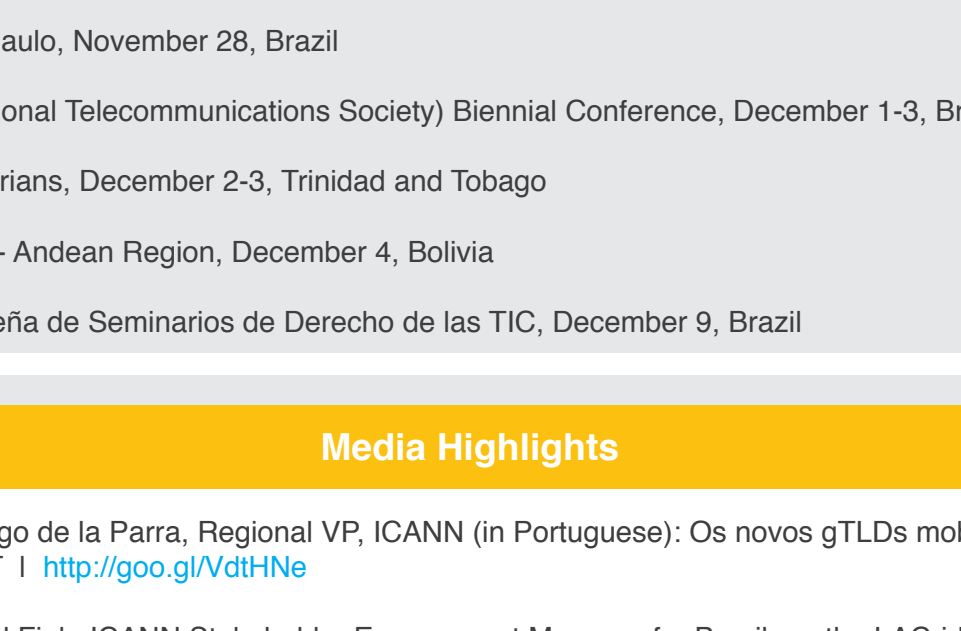 aulo, November 28, Brazil
onal Telecommunications Society) Biennial Conference, December 1-3, Br
rians, December 2-3, Trinidad and Tobago
- Andean Region, December 4, Bolivia
eña de Seminarios de Derecho de las TIC, December 9, Brazil
Media Highlights
go de la Parra, Regional VP, ICANN (in Portuguese): Os novos gTLDs mob
| http://goo.gl/VdtHNe